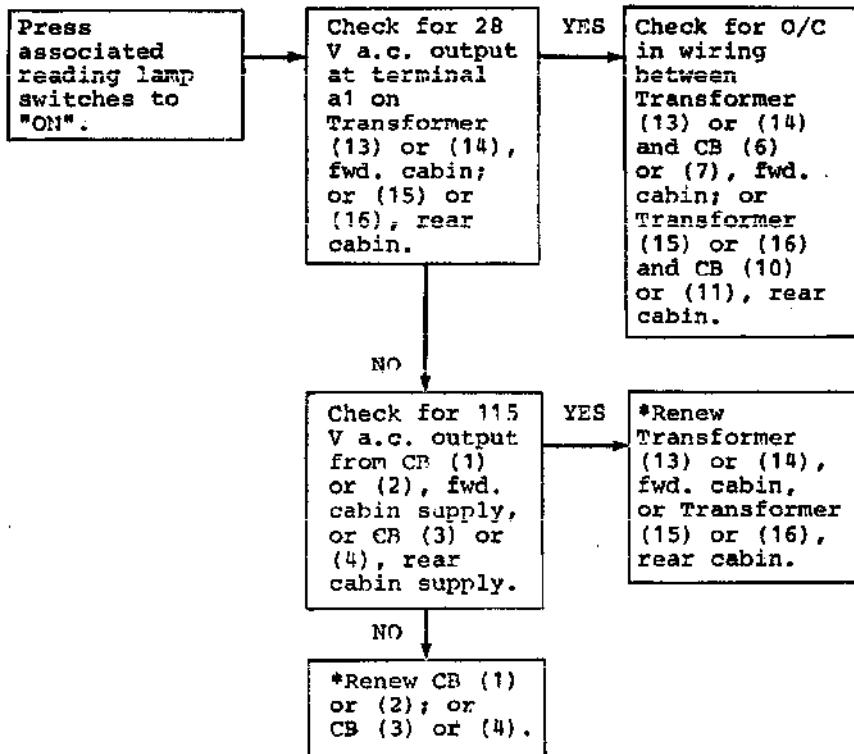 Press
associated
reading lamp
switches to
"ON".
Check for 28
V a.c. output
at terminal
a1 on
Transformer
(13) or (14),
fwd. cabin;
or (15) or
(16), rear
cabin.
YES
Check for O/C
in wiring
between
Transformer
(13) or (14)
and CB (6)
or (7), fwd.
cabin; or
Transformer
(15) or (16)
and CB (10)
or (11), rear
cabin.
NO
Check for 115
V a.c. output
from CB (1)
or (2), fwd.
cabin supply,
or CB (3) or
(4), rear
cabin supply.
YES
*Renew
Transformer
(13) or (14),
fwd. cabin,
or Transformer
(15) or (16),
rear cabin.
NO
*Renew CB (1)
or (2); or
CB (3) or (4).